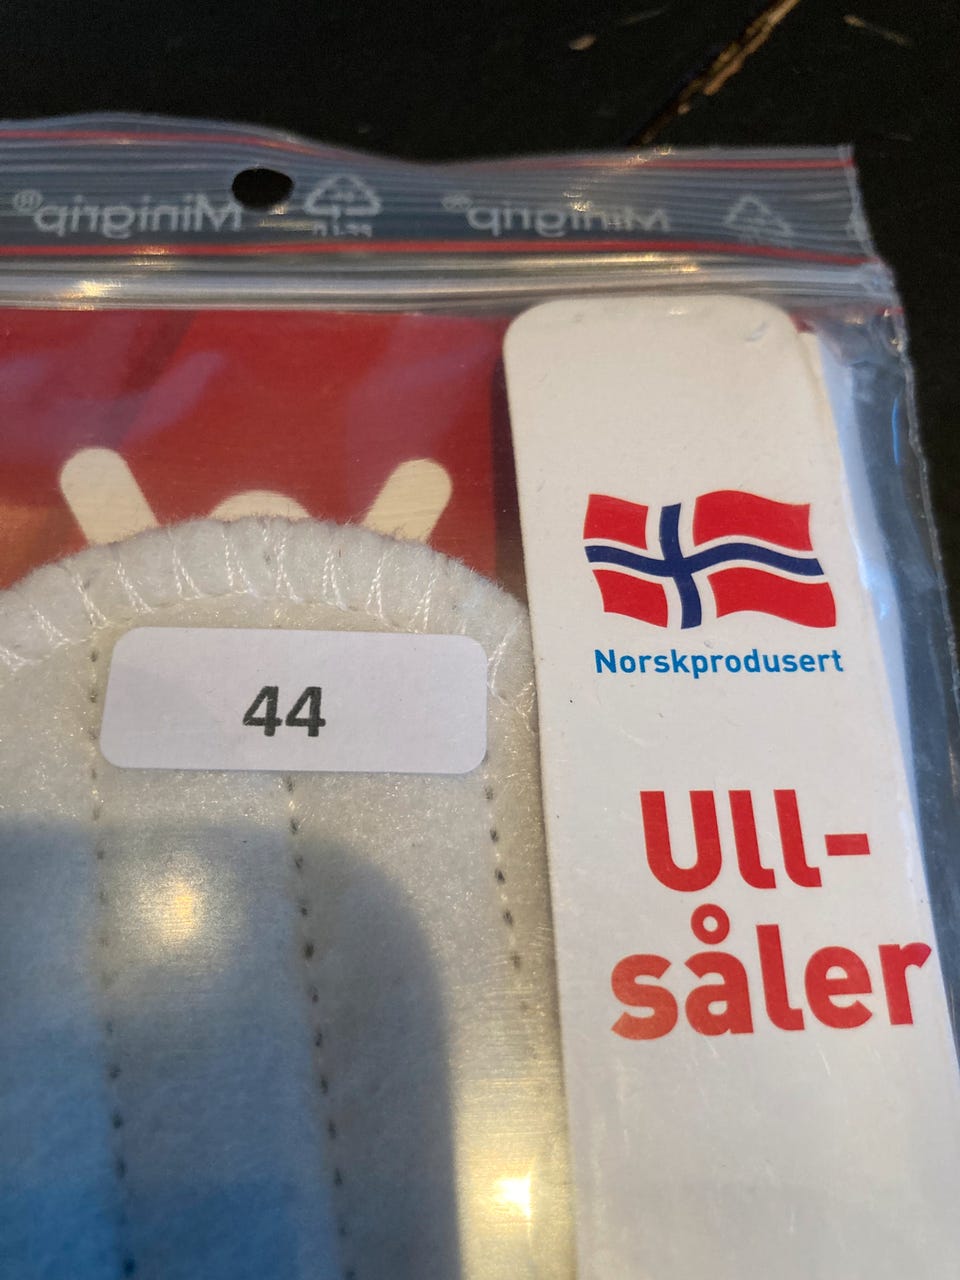 Minigrip® Minigrip®
44
Norskprodusert
Ull-
såler